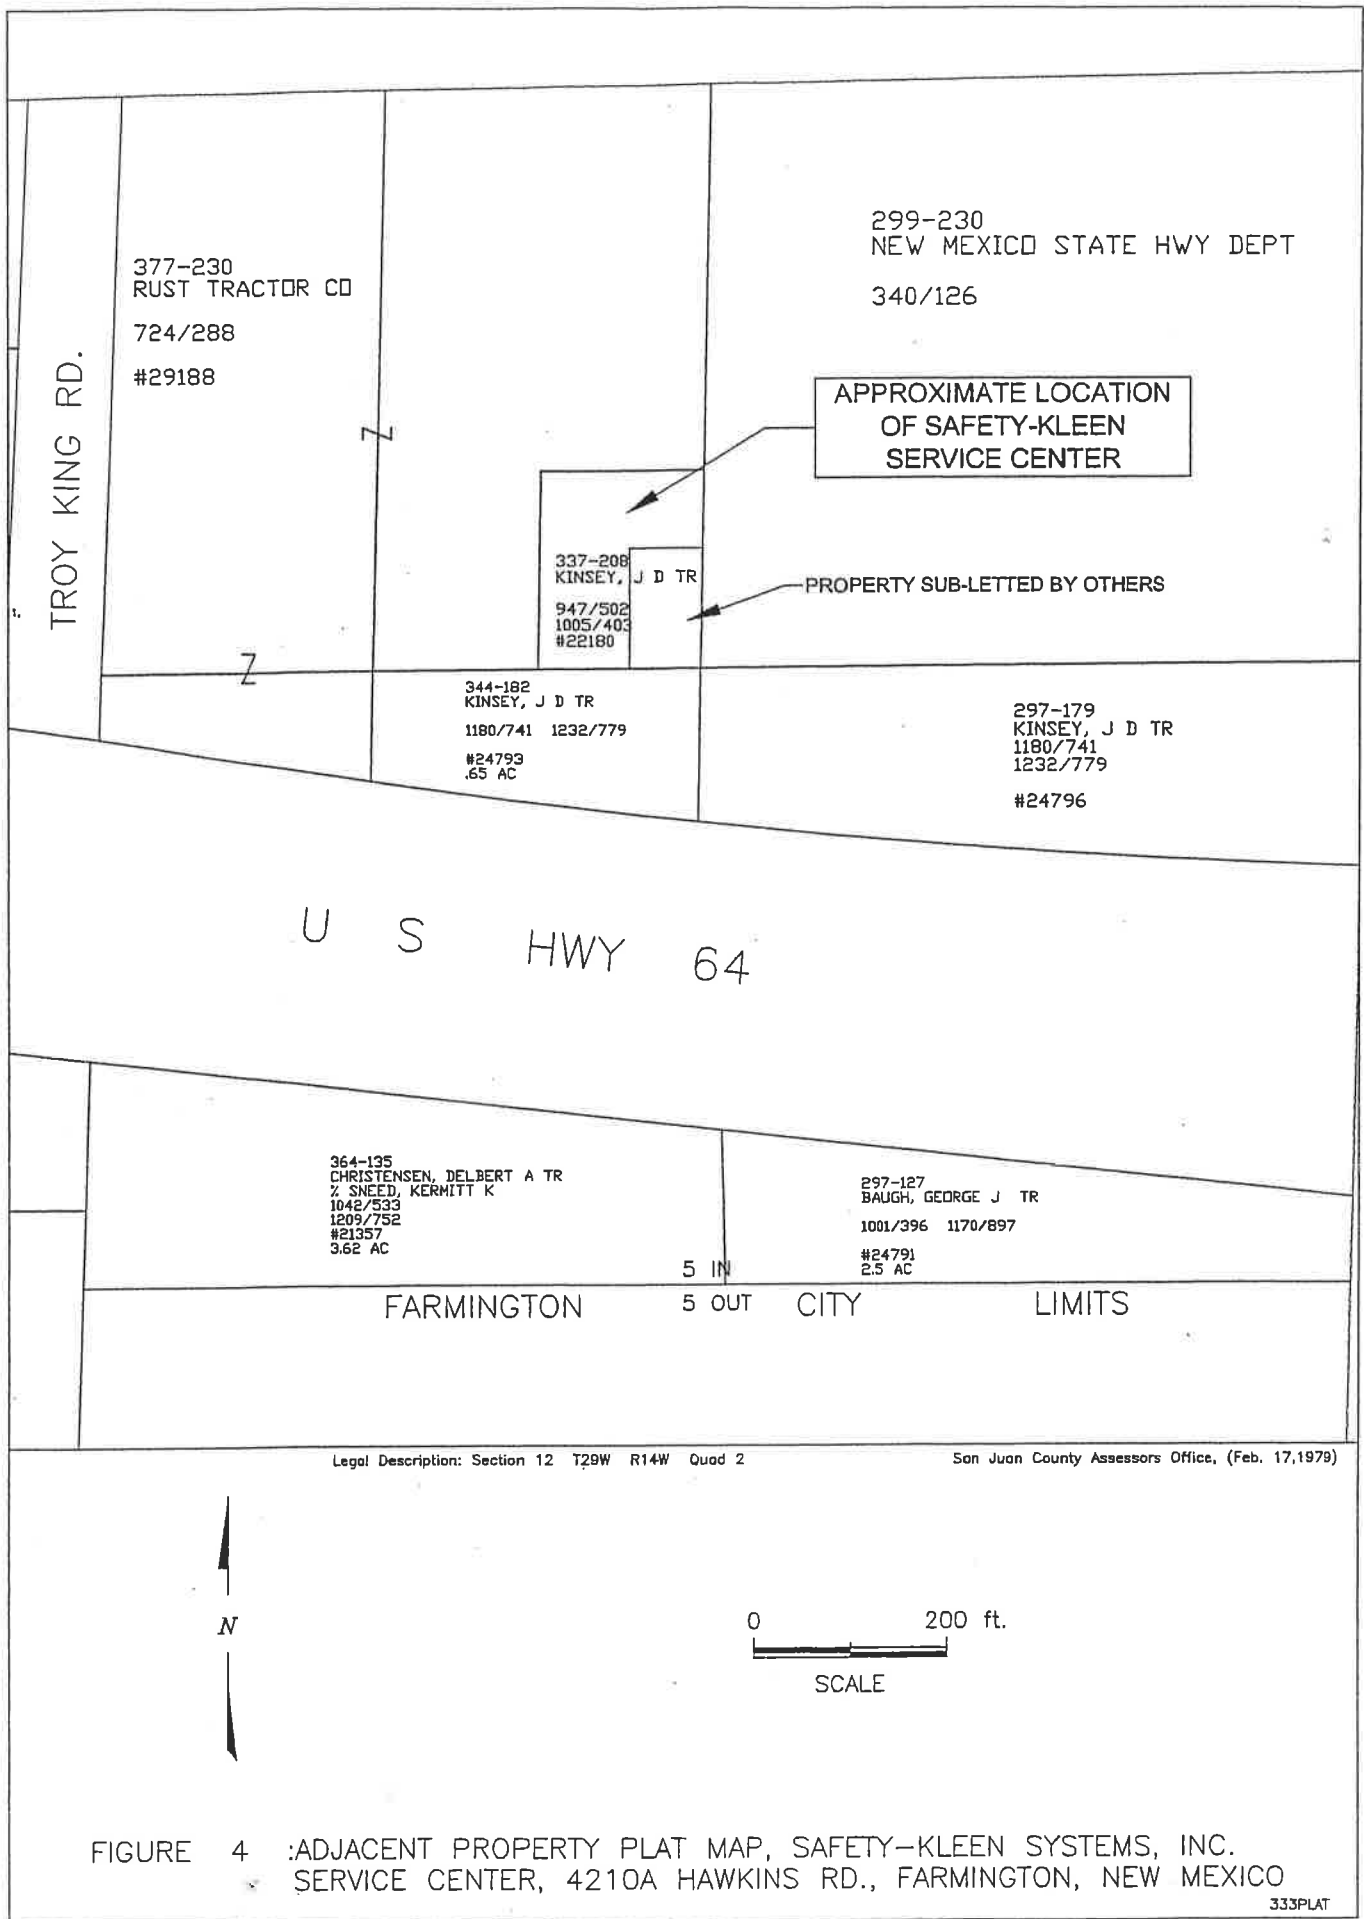 299-230
NEW MEXICO STATE HWY DEPT
340/126
377-230
RUST TRACTOR CO
724/288
#29188
TROY KING RD.
APPROXIMATE LOCATION
OF SAFETY-KLEEN
SERVICE CENTER
Z
337-208
KINSEY, J D TR
947/502
1005/403
#22180
PROPERTY SUB-LETTED BY OTHERS
Z
344-182
KINSEY, J D TR
1180/741 1232/779
#24793
.65 AC
297-179
KINSEY, J D TR
1180/741
1232/779
#24796
U S HWY 64
364-135
CHRISTENSEN, DELBERT A TR
% SNEED, KERMITT K
1042/533
1209/752
#21357
3.62 AC
297-127
BAUGH, GEORGE J TR
1001/396 1170/897
#24791
2.5 AC
5 IN
FARMINGTON 5 OUT CITY LIMITS
Legal Description: Section 12 T29W R14W Quad 2
San Juan County Assessors Office, (Feb. 17,1979)
N
0 200 ft.
SCALE
FIGURE 4 :ADJACENT PROPERTY PLAT MAP, SAFETY-KLEEN SYSTEMS, INC.
SERVICE CENTER, 4210A HAWKINS RD., FARMINGTON, NEW MEXICO
333PLAT